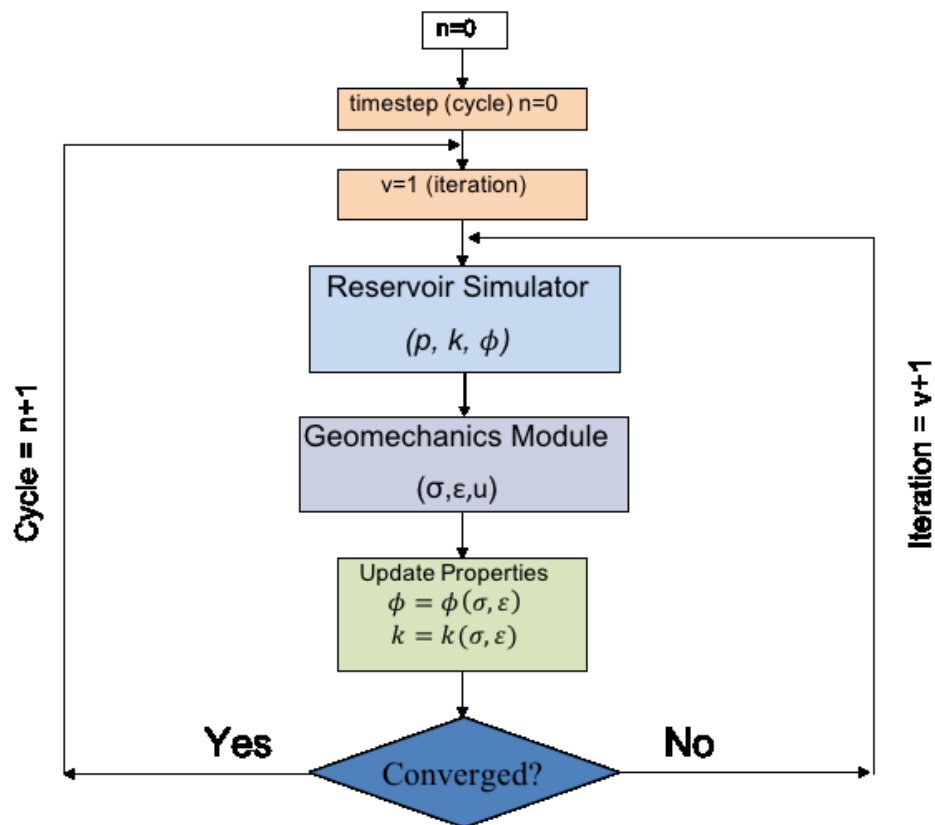 n=0
timestep (cycle) n=0
v=1 (iteration)
Reservoir Simulator
(p, k, ϕ)
Geomechanics Module
(σ,ε,u)
Update Properties
𝜙 = 𝜙(𝜎, 𝜀)
𝑘 = 𝑘(𝜎, 𝜀)
Converged?
Yes
No
Cycle = n+1
Iteration = v+1